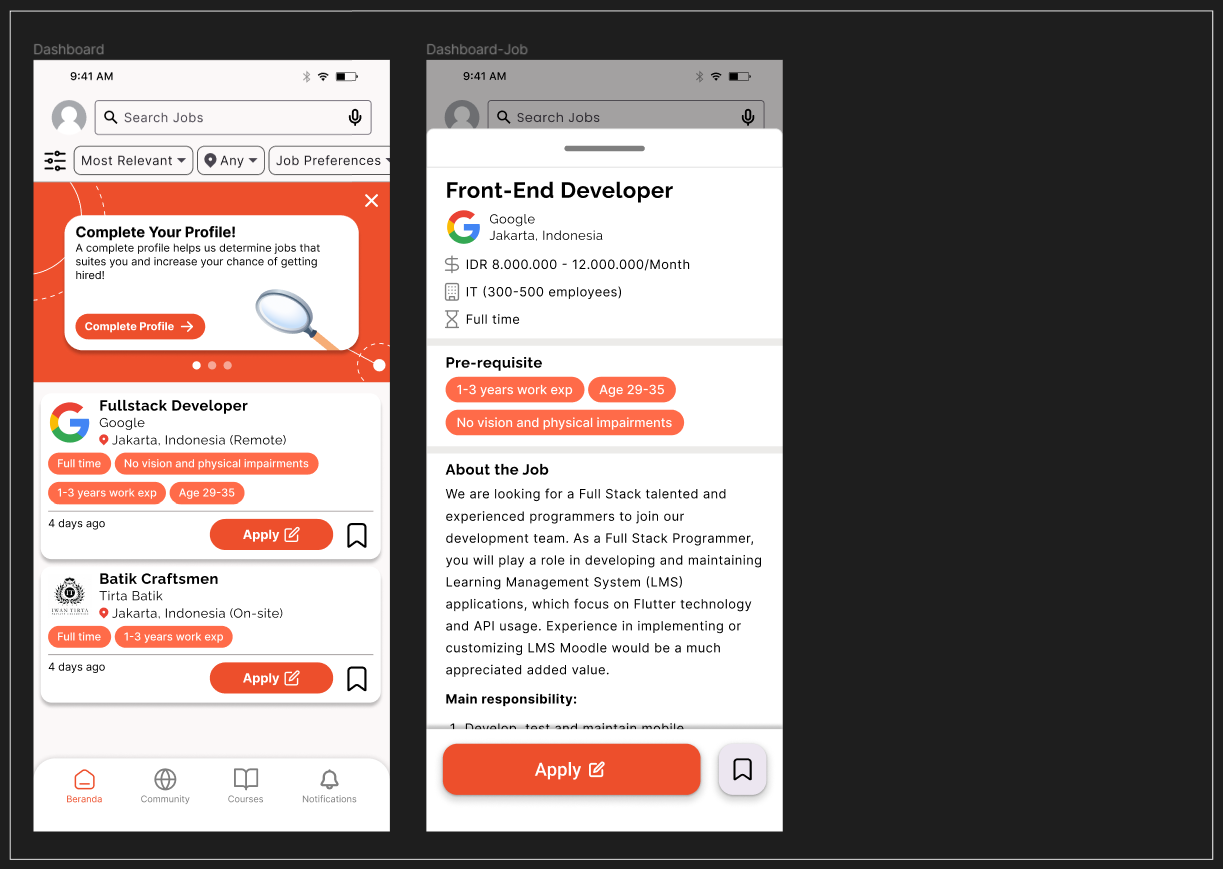 Dashboard
9:41 AM
Search Jobs
Most Relevant
Any
Job Preferences
Complete Your Profile!
A complete profile helps us determine jobs that
suites you and increase your chance of getting
hired!
Complete Profile
Fullstack Developer
Google
Jakarta, Indonesia (Remote)
Full time
No vision and physical impairments
1-3 years work exp
Age 29-35
4 days ago
Apply
Batik Craftsmen
Tirta Batik
IWAN TIRTA
Jakarta, Indonesia (On-site)
Full time
1-3 years work exp
4 days ago
Apply
Beranda
Community
Courses
Notifications
Dashboard-Job
9:41 AM
Search Jobs
Front-End Developer
Google
Jakarta, Indonesia
IDR 8.000.000 - 12.000.000/Month
IT (300-500 employees)
Full time
Pre-requisite
1-3 years work exp
Age 29-35
No vision and physical impairments
About the Job
We are looking for a Full Stack talented and
experienced programmers to join our
development team. As a Full Stack Programmer,
you will play a role in developing and maintaining
Learning Management System (LMS)
applications, which focus on Flutter technology
and API usage. Experience in implementing or
customizing LMS Moodle would be a much
appreciated added value.
Main responsibility:
1. Develop, test and maintain mobile
Apply